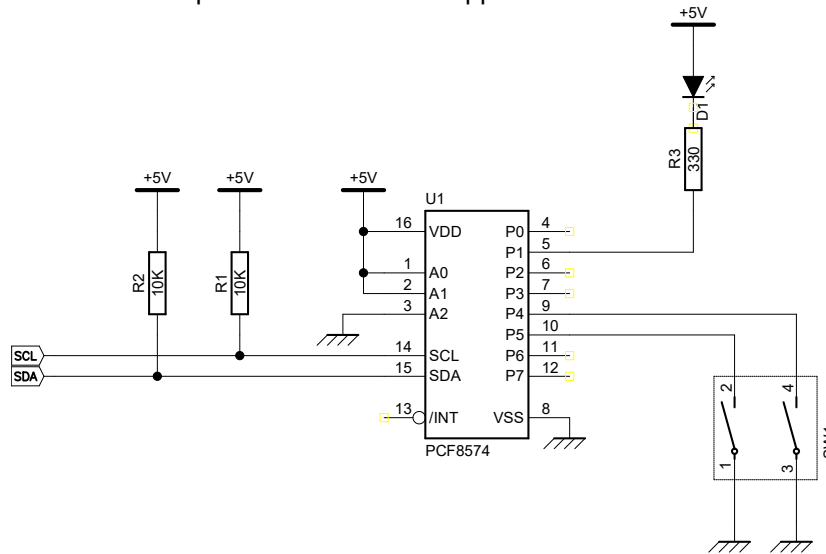 +5V
D1
R3
330
+5V
+5V
+5V
U1
16
VDD
P0
4
P1
5
1
A0
P2
6
2
A1
P3
7
3
A2
P4
9
P5
10
R2
10K
R1
10K
SCL
14
SCL
P6
11
SDA
15
SDA
P7
12
13
/INT
VSS
8
PCF8574
2
4
1
3